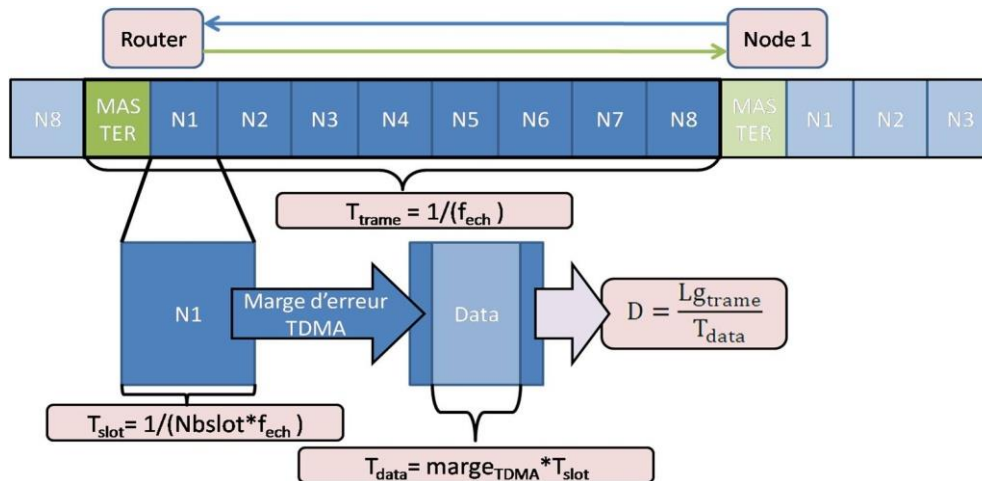 Router
Node 1
N8 MAS TER N1 N2 N3 N4 N5 N6 N7 N8 MAS TER N1 N2 N3
T_trame = 1/(f_ech )
N1
Marge d'erreur
TDMA
Data
D = Lg_trame / T_data
T_slot= 1/(Nbslot*f_ech )
T_data= marge_TDMA*T_slot